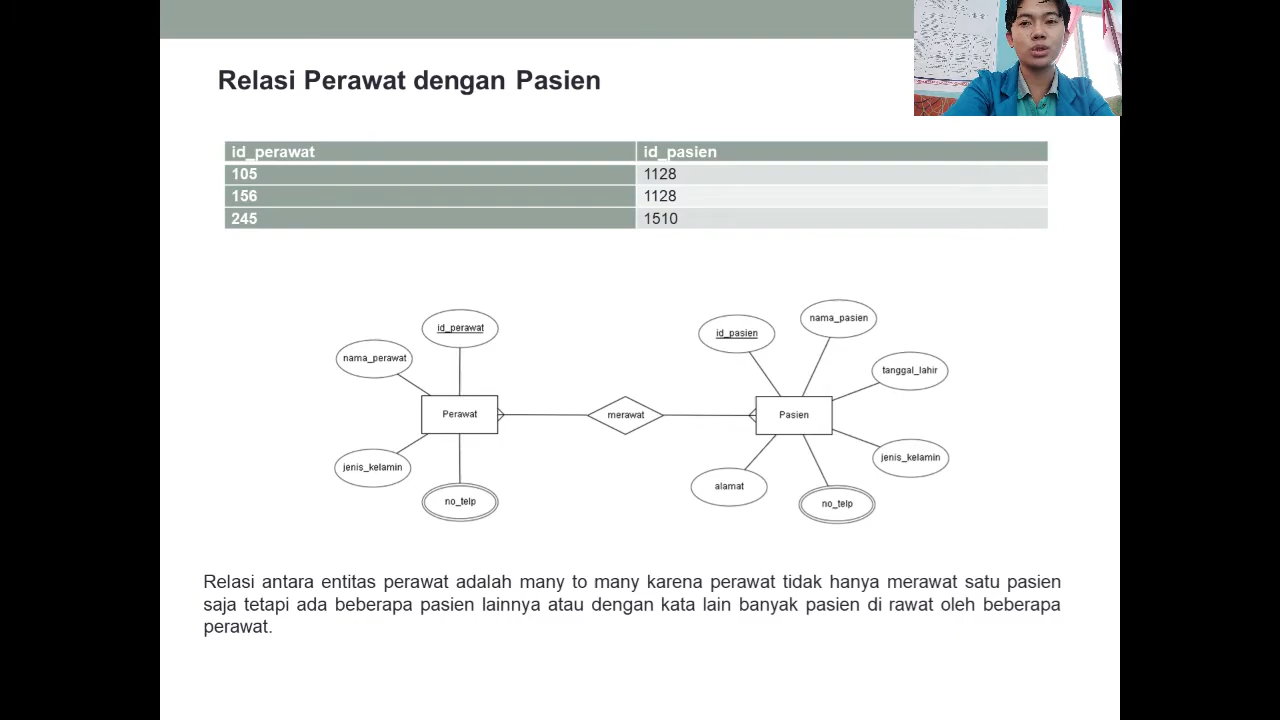 Relasi Perawat dengan Pasien
id_perawat id_pasien
105 1128
156 1128
245 1510
id_perawat
nama_perawat
Perawat
jenis_kelamin
no_telp
merawat
id_pasien
nama_pasien
tanggal_lahir
Pasien
jenis_kelamin
alamat
no_telp
Relasi antara entitas perawat adalah many to many karena perawat tidak hanya merawat satu pasien
saja tetapi ada beberapa pasien lainnya atau dengan kata lain banyak pasien di rawat oleh beberapa
perawat.